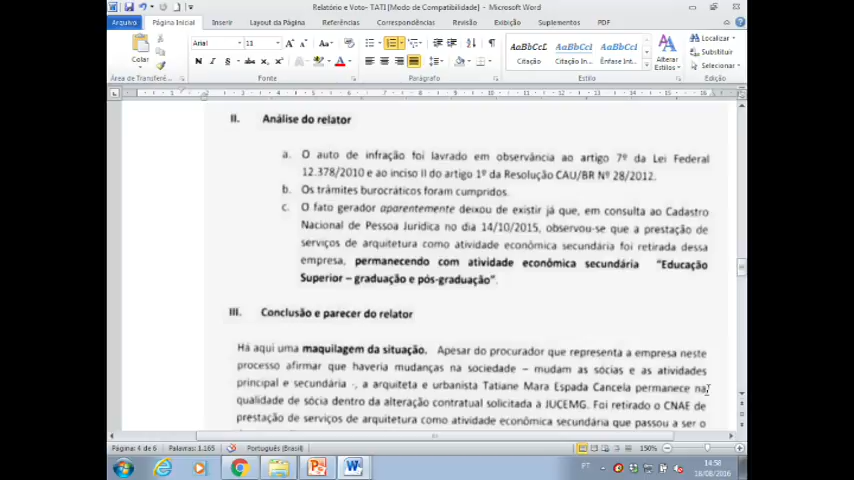 Relatório e Voto- TATI [Modo de Compatibilidade] - Microsoft Word
Arquivo Página Inicial Inserir Layout da Página Referências Correspondências Revisão Exibição Suplementos PDF
Arial 11
Colar
AaBbCcL AaBbCcI AaBbCcI
Citação Citação In... Ênfase Int...
Alterar Estilos
Localizar
Substituir
Selecionar
Área de Transferê... Fonte Parágrafo Estilo Edição
II. Análise do relator
a. O auto de infração foi lavrado em observância ao artigo 7º da Lei Federal
12.378/2010 e ao inciso II do artigo 1º da Resolução CAU/BR Nº 28/2012.
b. Os trâmites burocráticos foram cumpridos.
c. O fato gerador aparentemente deixou de existir já que, em consulta ao Cadastro
Nacional de Pessoa Jurídica no dia 14/10/2015, observou-se que a prestação de
serviços de arquitetura como atividade econômica secundária foi retirada dessa
empresa, permanecendo com atividade econômica secundária "Educação
Superior – graduação e pós-graduação".
III. Conclusão e parecer do relator
Há aqui uma maquilagem da situação. Apesar do procurador que representa a empresa neste
processo afirmar que haveria mudanças na sociedade – mudam as sócias e as atividades
principal e secundária -, a arquiteta e urbanista Tatiane Mara Espada Cancela permanece na
qualidade de sócia dentro da alteração contratual solicitada à JUCEMG. Foi retirado o CNAE de
prestação de serviços de arquitetura como atividade econômica secundária que passou a ser o
Página: 4 de 6 Palavras: 1.165 Português (Brasil) 150%
PT 14:58
16/08/2016